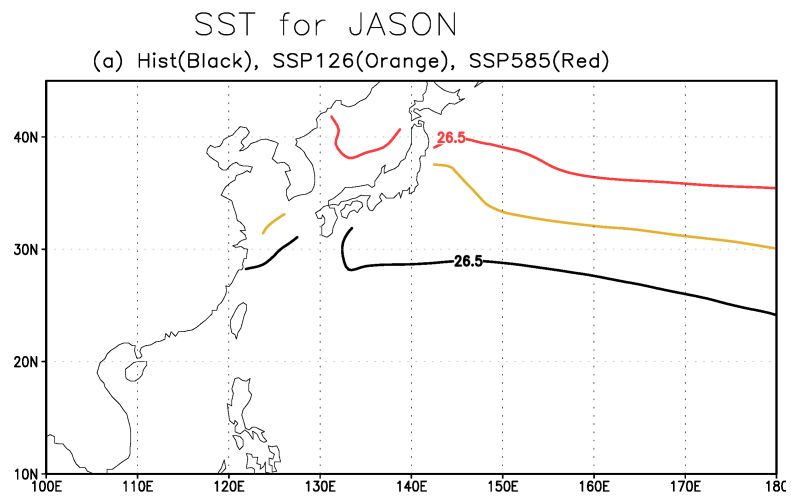 SST for JASON
(a) Hist(Black), SSP126(Orange), SSP585(Red)
40N
26.5
30N
26.5
20N
10N
100E 110E 120E 130E 140E 150E 160E 170E 180